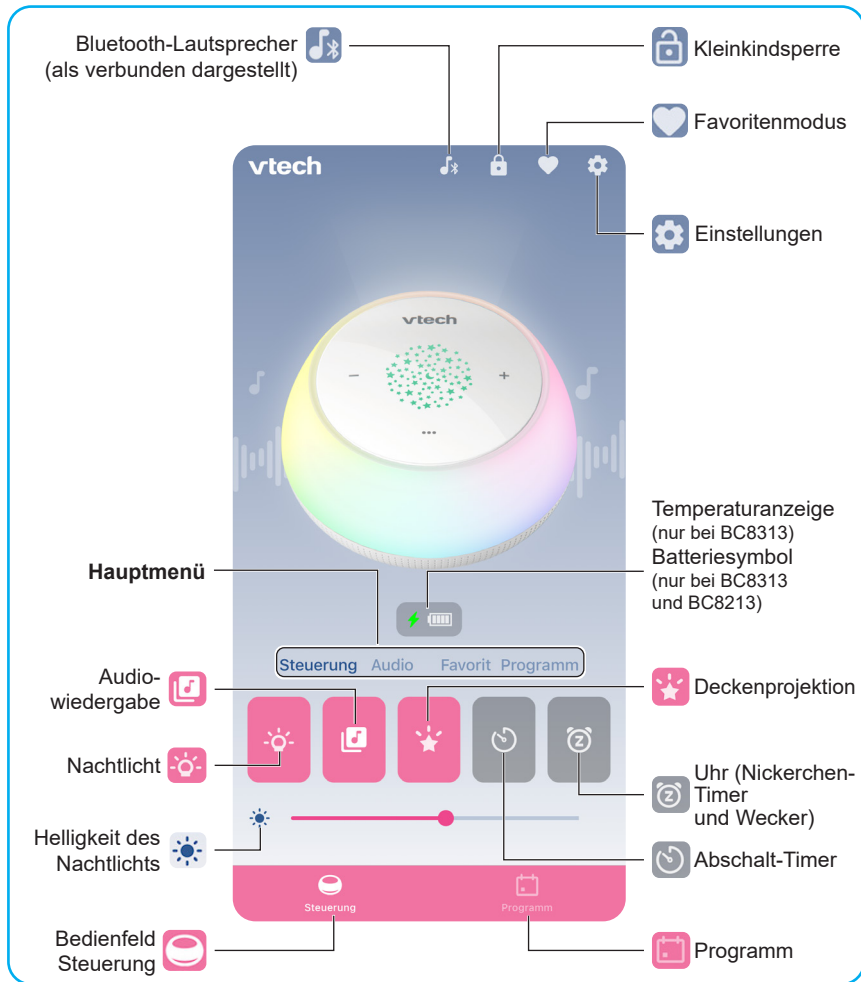 Bluetooth-Lautsprecher
(als verbunden dargestellt)
Kleinkindsperre
Favoritenmodus
vtech
Einstellungen
vtech
Temperaturanzeige
(nur bei BC8313)
Batteriesymbol
(nur bei BC8313
und BC8213)
Hauptmenü
Steuerung Audio Favorit Programm
Audio-
wiedergabe
Deckenprojektion
Nachtlicht
Uhr (Nickerchen-
Timer
und Wecker)
Helligkeit des
Nachtlichts
Abschalt-Timer
Steuerung
Programm
Bedienfeld
Steuerung
Programm